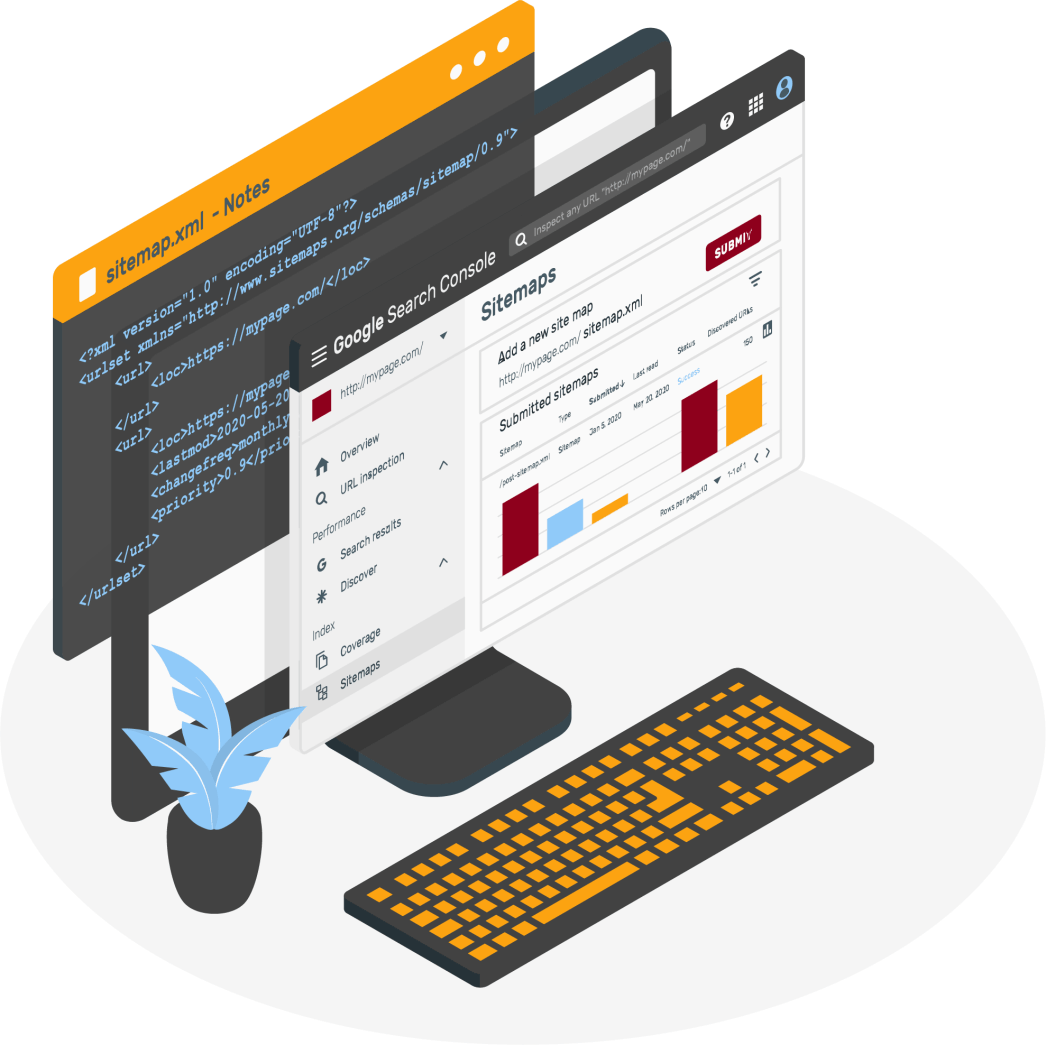 sitemap.xml - Notes
<?xml version="1.0" encoding="UTF-8"?>
<urlset xmlns="http://www.sitemaps.org/schemas/sitemap/0.9">
<url>
<loc>https://mypage.com/</loc>
</url>
<url>
<loc>https://mypage
<lastmod>2020-05-20
<changefreq>monthly
<priority>0.9</prio
</url>
</urlset>
Google Search Console
Inspect any URL "http://mypage.com/"
?
http://mypage.com/
Overview
URL inspection
Performance
Search results
Discover
Index
Coverage
Sitemaps
Sitemaps
SUBMIT
Add a new site map
http://mypage.com/ sitemap.xml
Submitted sitemaps
Sitemap Type Submitted↓ Last read Status Discovered URLs
/post-sitemap.xml Sitemap Jan 5, 2020 May 20, 2020 Success 150
Rows per page:10 1-1 of 1